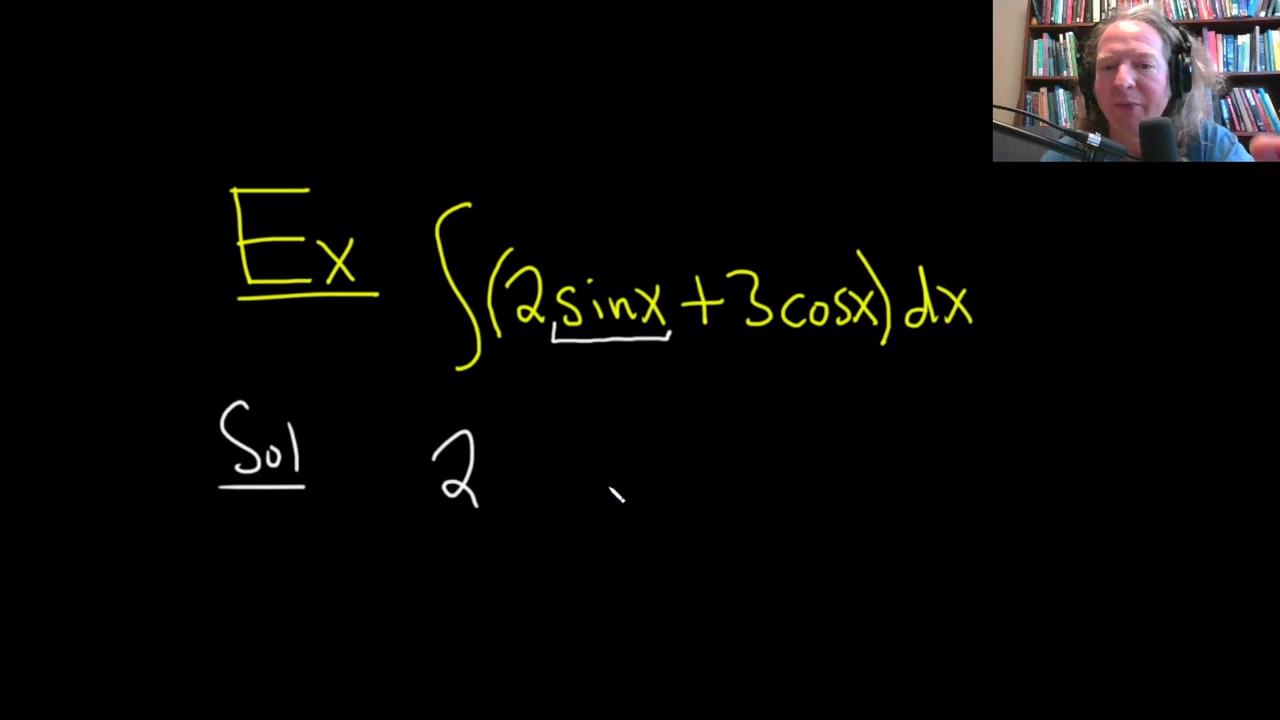 Ex ∫(2sinx+3cosx)dx
Sol 2